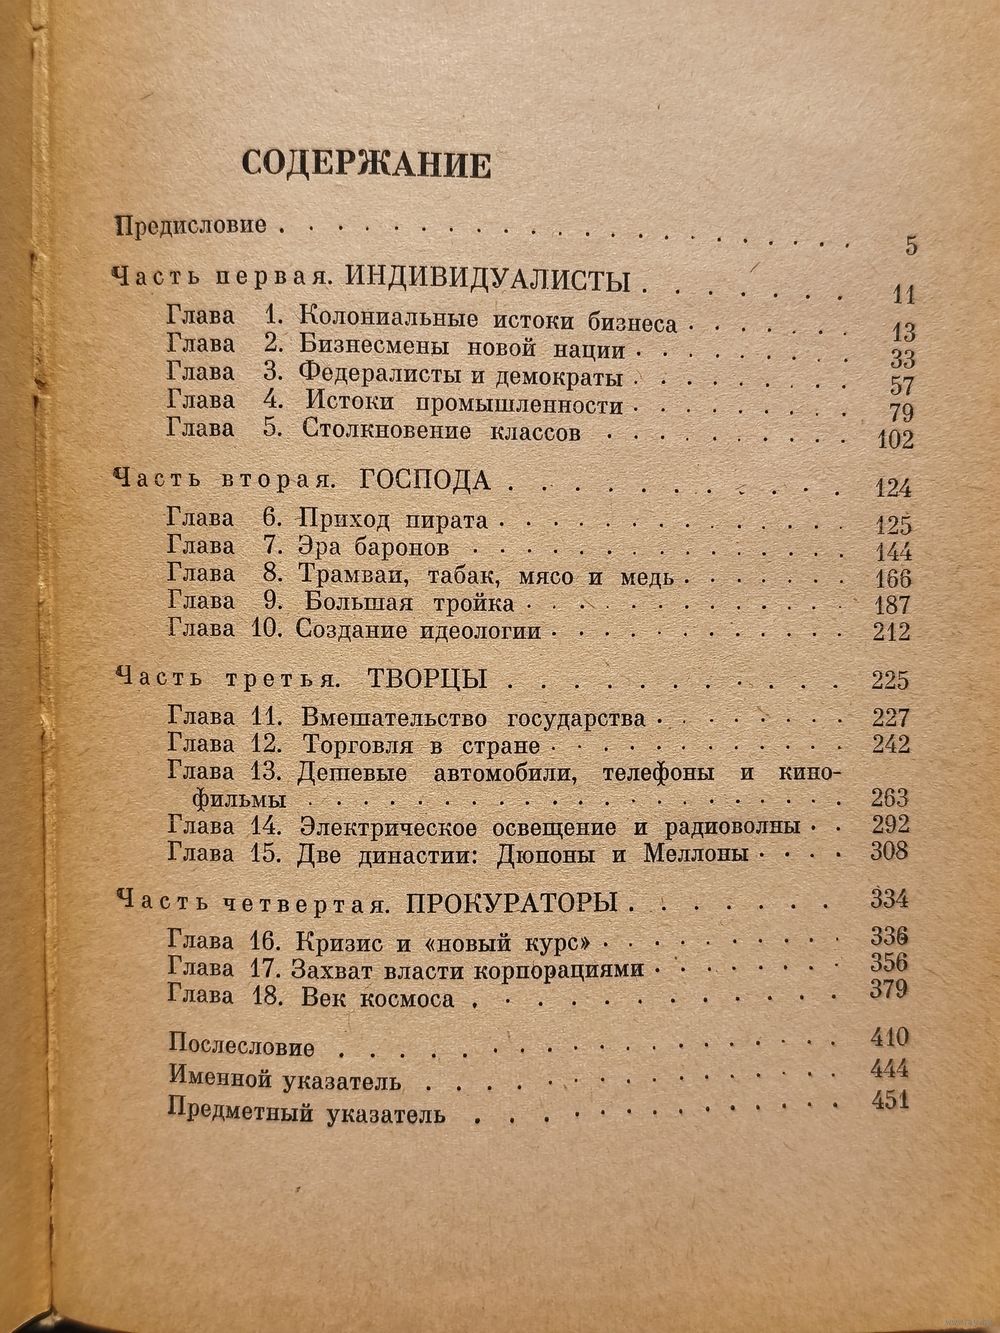 СОДЕРЖАНИЕ
Предисловие . . . . . . . . . . . . . . . . . . . . 5
Часть первая. ИНДИВИДУАЛИСТЫ . . . . . . . 11
Глава 1. Колониальные истоки бизнеса . . . . . . 13
Глава 2. Бизнесмены новой нации . . . . . . . . 33
Глава 3. Федералисты и демократы . . . . . . . . 57
Глава 4. Истоки промышленности . . . . . . . . 79
Глава 5. Столкновение классов . . . . . . . . . 102
Часть вторая. ГОСПОДА . . . . . . . . . . . 124
Глава 6. Приход пирата . . . . . . . . . . . . 125
Глава 7. Эра баронов . . . . . . . . . . . . . 144
Глава 8. Трамваи, табак, мясо и медь . . . . . . 166
Глава 9. Большая тройка . . . . . . . . . . . . 187
Глава 10. Создание идеологии . . . . . . . . . . 212
Часть третья. ТВОРЦЫ . . . . . . . . . . . 225
Глава 11. Вмешательство государства . . . . . . . 227
Глава 12. Торговля в стране . . . . . . . . . . 242
Глава 13. Дешевые автомобили, телефоны и кино-
фильмы . . . . . . . . . . . . . . . . . . . . 263
Глава 14. Электрическое освещение и радиоволны . . 292
Глава 15. Две династии: Дюпоны и Меллоны . . . . 308
Часть четвертая. ПРОКУРАТОРЫ . . . . . . . 334
Глава 16. Кризис и «новый курс» . . . . . . . . . 336
Глава 17. Захват власти корпорациями . . . . . . . 356
Глава 18. Век космоса . . . . . . . . . . . . . 379
Послесловие . . . . . . . . . . . . . . . . . 410
Именной указатель . . . . . . . . . . . . . . . 444
Предметный указатель . . . . . . . . . . . . . 451